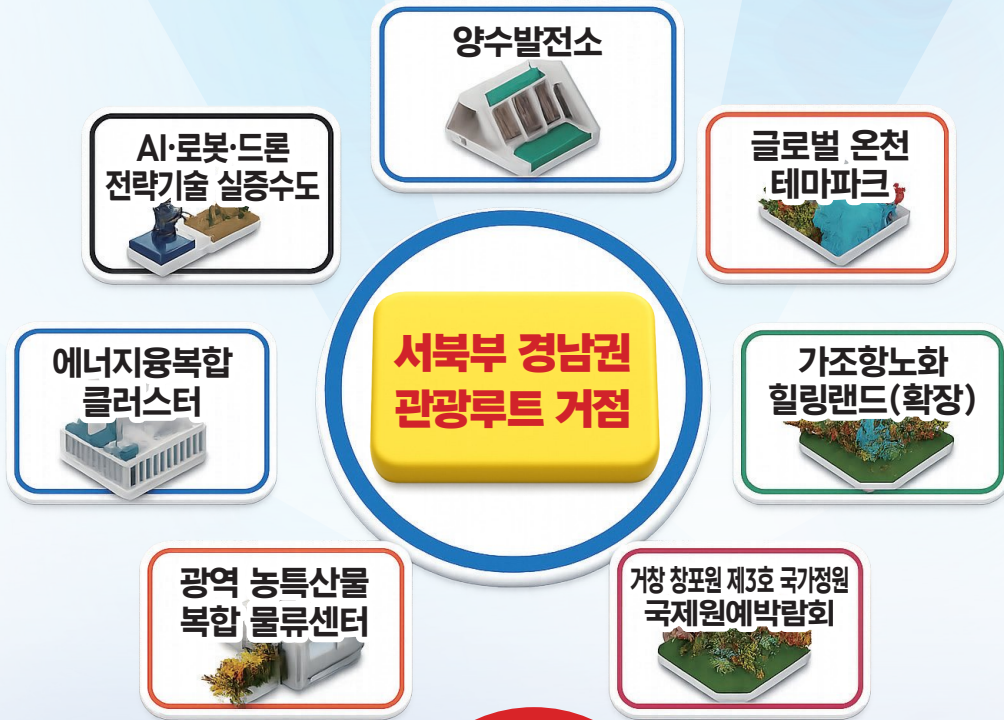 양수발전소
AI·로봇·드론
전략기술 실증수도
글로벌 온천
테마파크
서북부 경남권
관광루트 거점
에너지융복합
클러스터
가조항노화
힐링랜드(확장)
광역 농특산물
복합 물류센터
거창 창포원 제3호 국가정원
국제원예박람회